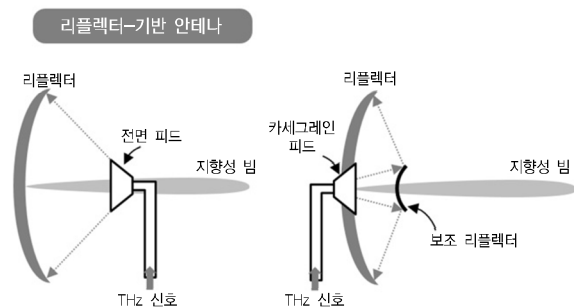 리플렉터-기반 안테나
리플렉터
전면 피드
지향성 빔
THz 신호
리플렉터
카세그레인
피드
지향성 빔
보조 리플렉터
THz 신호